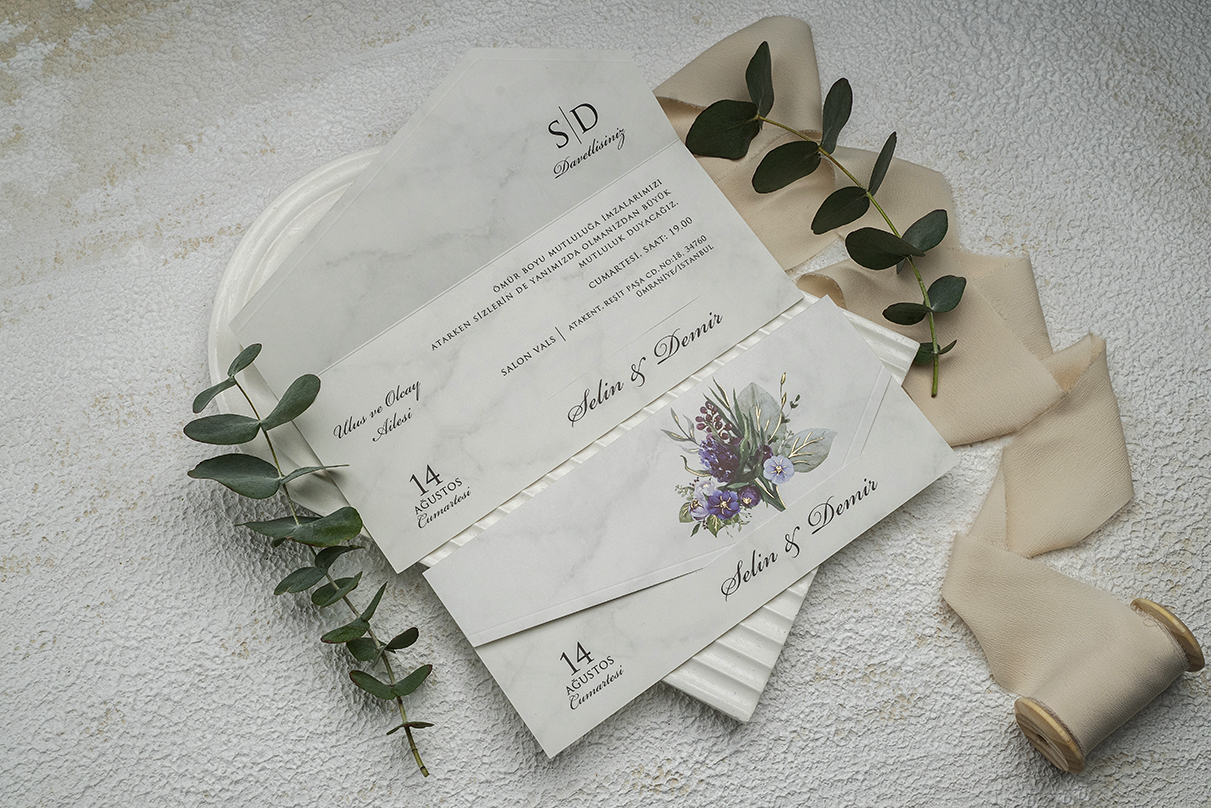 S|D
Davetlisiniz
ÖMÜR BOYU MUTLULUĞA İMZALARIMIZI
ATARKEN SİZLERİN DE YANIMIZDA OLMANIZDAN BÜYÜK
MUTLULUK DUYACAĞIZ.
CUMARTESİ, SAAT: 19.00
SALON VALS | ATAKENT, REŞİT PAŞA CD. NO:18, 34760
ÜMRANİYE/İSTANBUL
Selin & Demir
Ulus ve Olcay
Ailesi
14
AĞUSTOS
Cumartesi
Selin & Demir
14
AĞUSTOS
Cumartesi